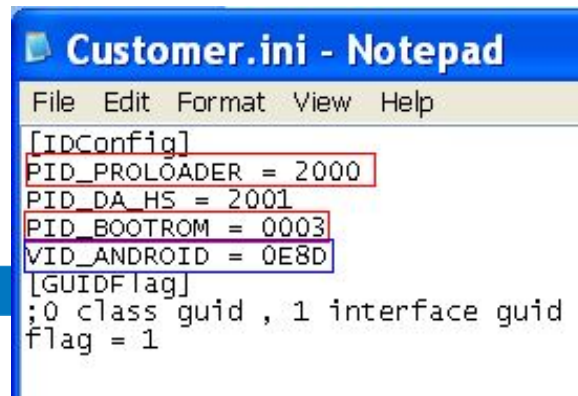 Customer.ini - Notepad
File Edit Format View Help
[IDConfig]
PID_PROLOADER = 2000
PID_DA_HS = 2001
PID_BOOTROM = 0003
VID_ANDROID = 0E8D
[GUIDFlag]
;0 class guid , 1 interface guid
flag = 1